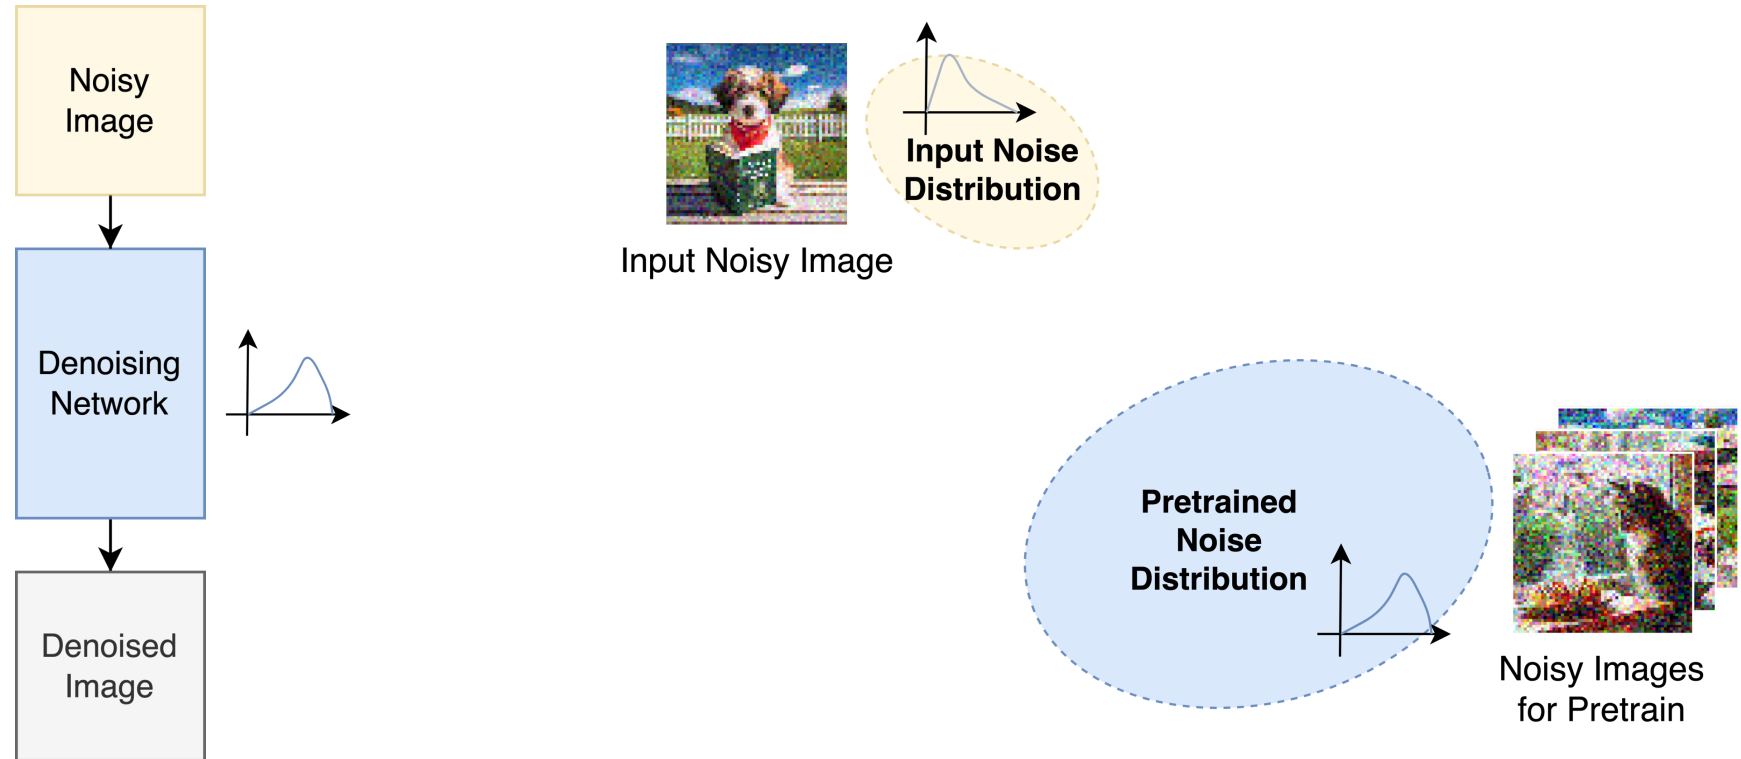 Noisy
Image
Denoising
Network
Denoised
Image
Input Noisy Image
Input Noise
Distribution
Pretrained
Noise
Distribution
Noisy Images
for Pretrain